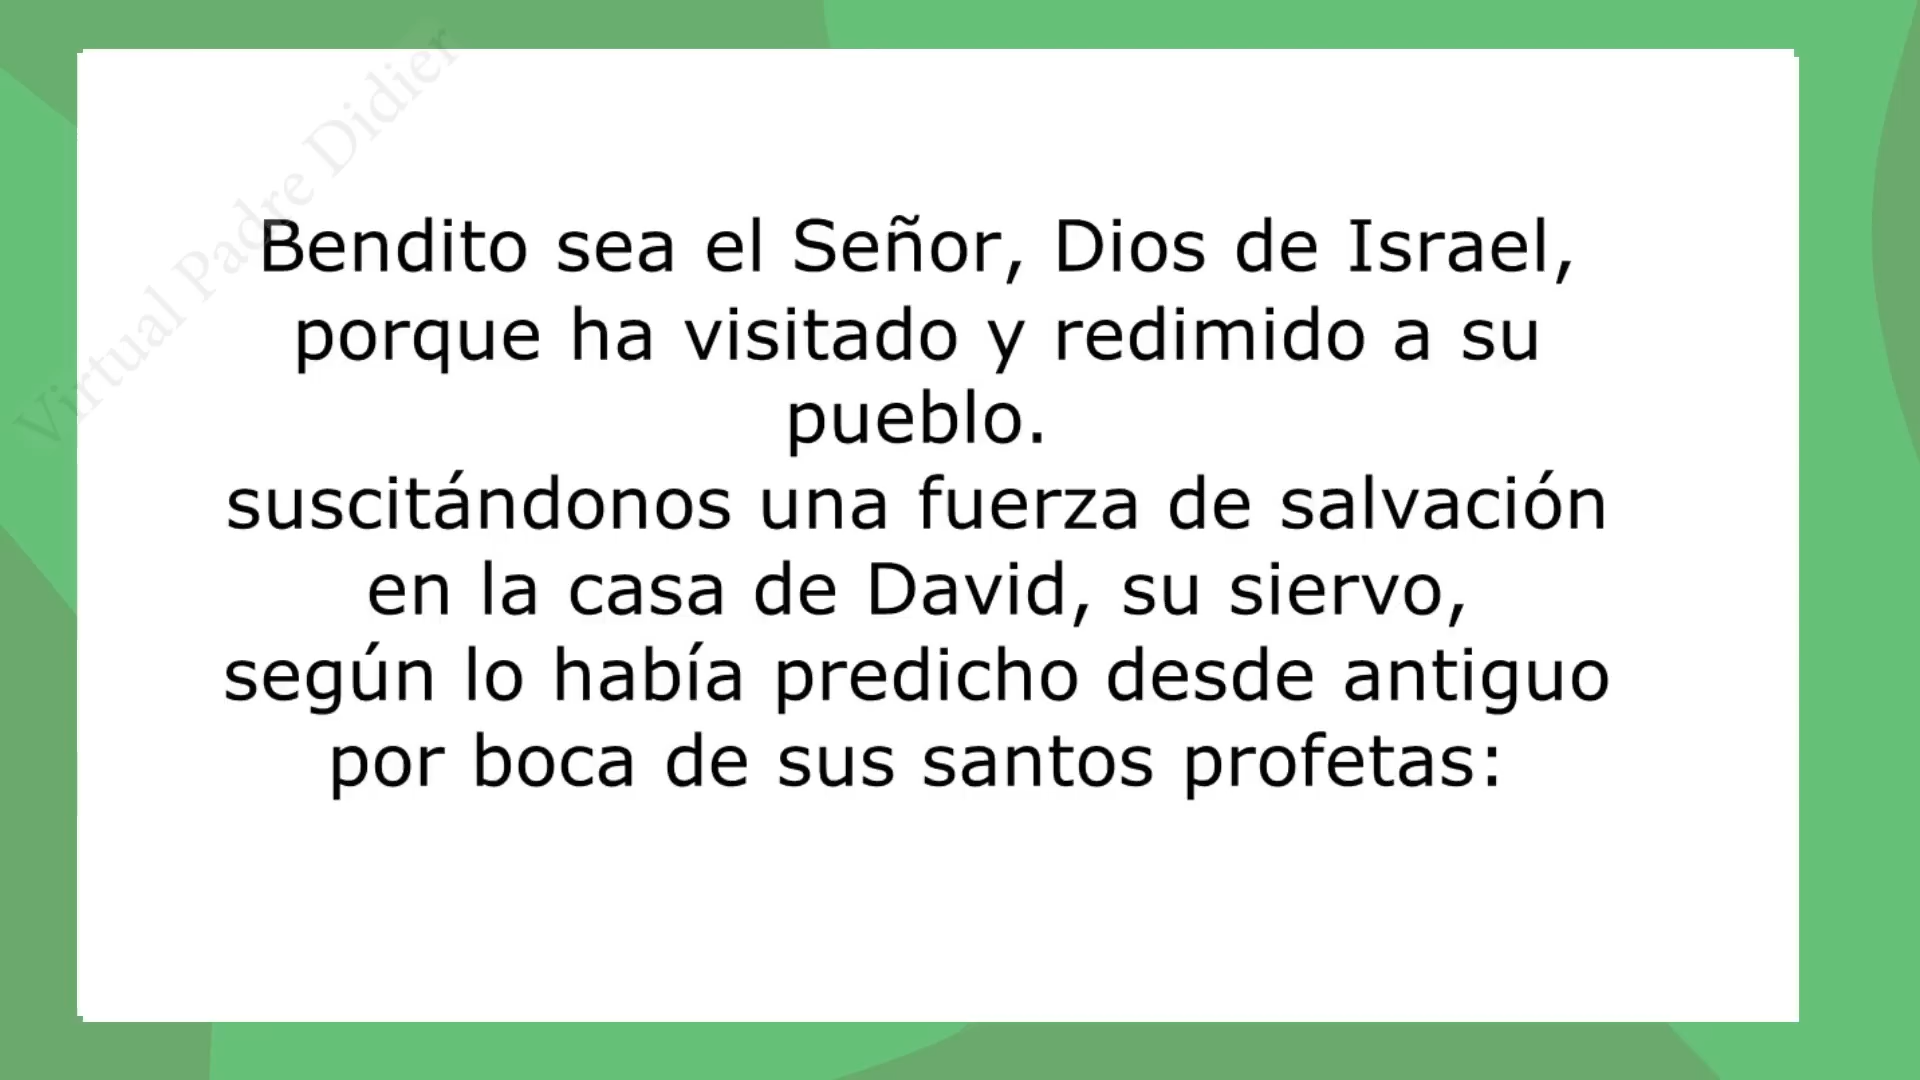 Virtual Padre Didier
Bendito sea el Señor, Dios de Israel,
porque ha visitado y redimido a su
pueblo.
suscitándonos una fuerza de salvación
en la casa de David, su siervo,
según lo había predicho desde antiguo
por boca de sus santos profetas: